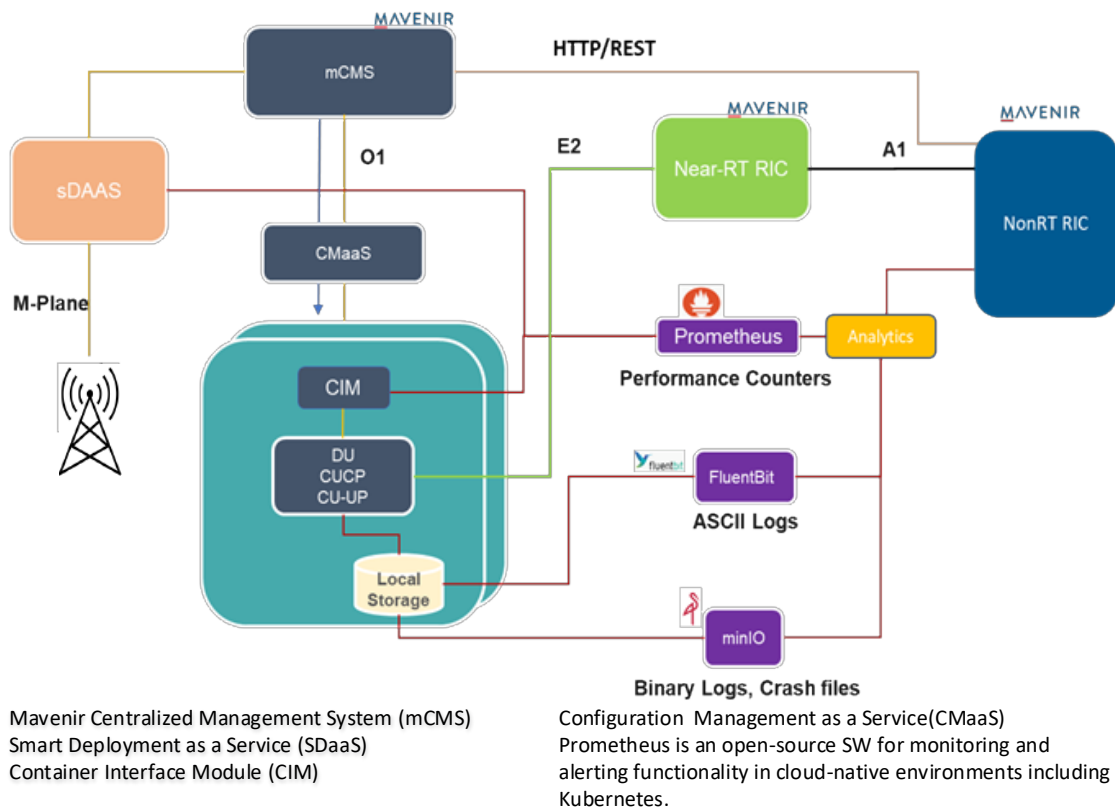 MAVENIR
mCMS
HTTP/REST
MAVENIR
MAVENIR
sDAAS
O1
E2
Near-RT RIC
A1
NonRT RIC
CMaaS
M-Plane
Prometheus
Analytics
Performance Counters
CIM
DU
CUCP
CU-UP
fluentbit
FluentBit
ASCII Logs
Local
Storage
minIO
Binary Logs, Crash files
Mavenir Centralized Management System (mCMS)
Smart Deployment as a Service (SDaaS)
Container Interface Module (CIM)
Configuration Management as a Service(CMaaS)
Prometheus is an open-source SW for monitoring and
alerting functionality in cloud-native environments including
Kubernetes.